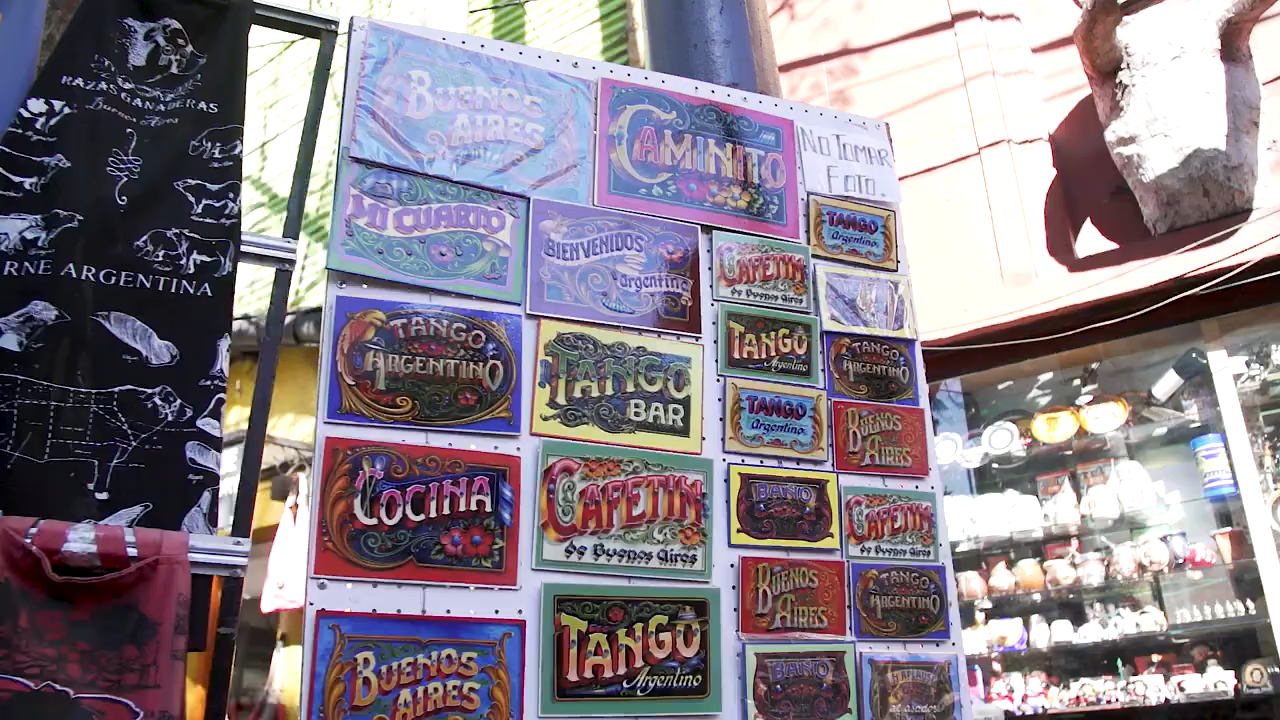 RAZAS GANADERAS
Buenos Aires
RNE ARGENTINA
BUENOS
AIRES
CAMINITO
NO TOMAR
FOTO.
MI CUARTO
BIENVENIDOS
argentina
CAFETIN
de Buenos Aires
TANGO
Argentino
TANGO
ARGENTINO
TANGO
BAR
TANGO
Argentino
TANGO
ARGENTINO
TANGO
Argentino
BUENOS
AIRES
COCINA
CAFETIN
de Buenos Aires
BAÑO
CAFETIN
de Buenos Aires
BUENOS
AIRES
TANGO
Argentino
BUENOS
AIRES
TANGO
ARGENTINO
BAÑO